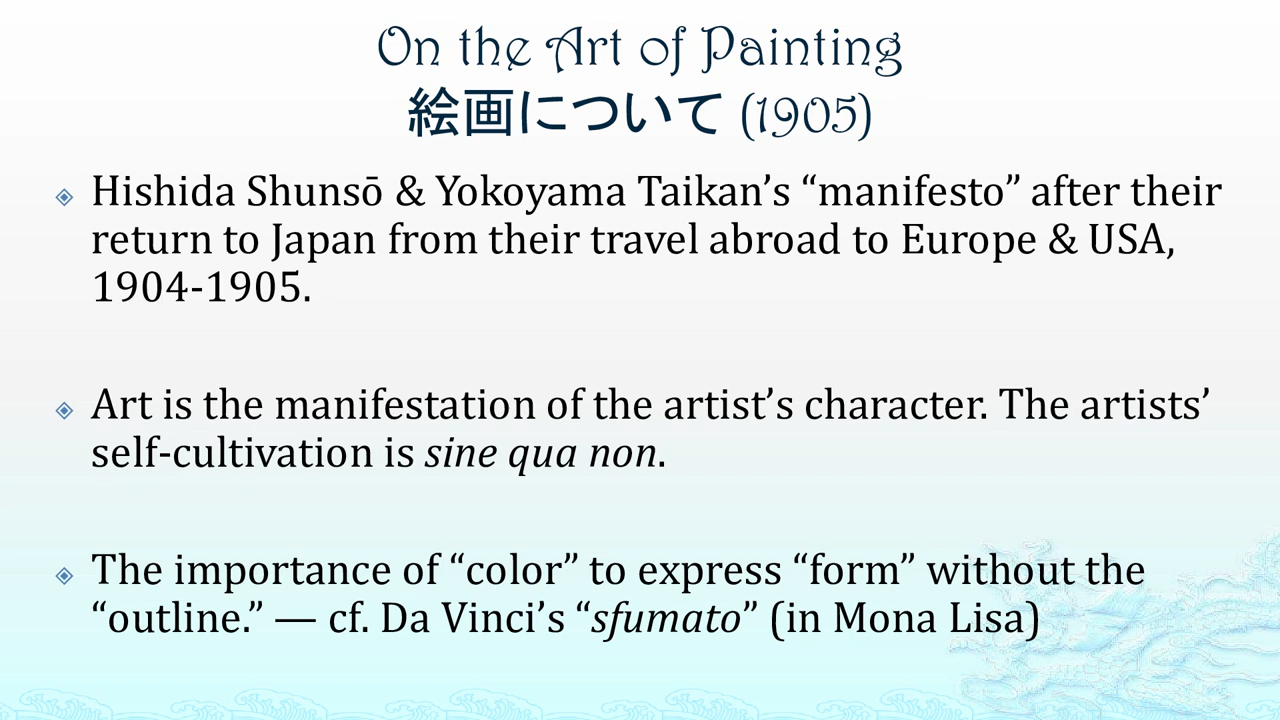 On the Art of Painting
絵画について (1905)
Hishida Shunsō & Yokoyama Taikan’s “manifesto” after their
return to Japan from their travel abroad to Europe & USA,
1904-1905.
Art is the manifestation of the artist’s character. The artists’
self-cultivation is sine qua non.
The importance of “color” to express “form” without the
“outline.” — cf. Da Vinci’s “sfumato” (in Mona Lisa)